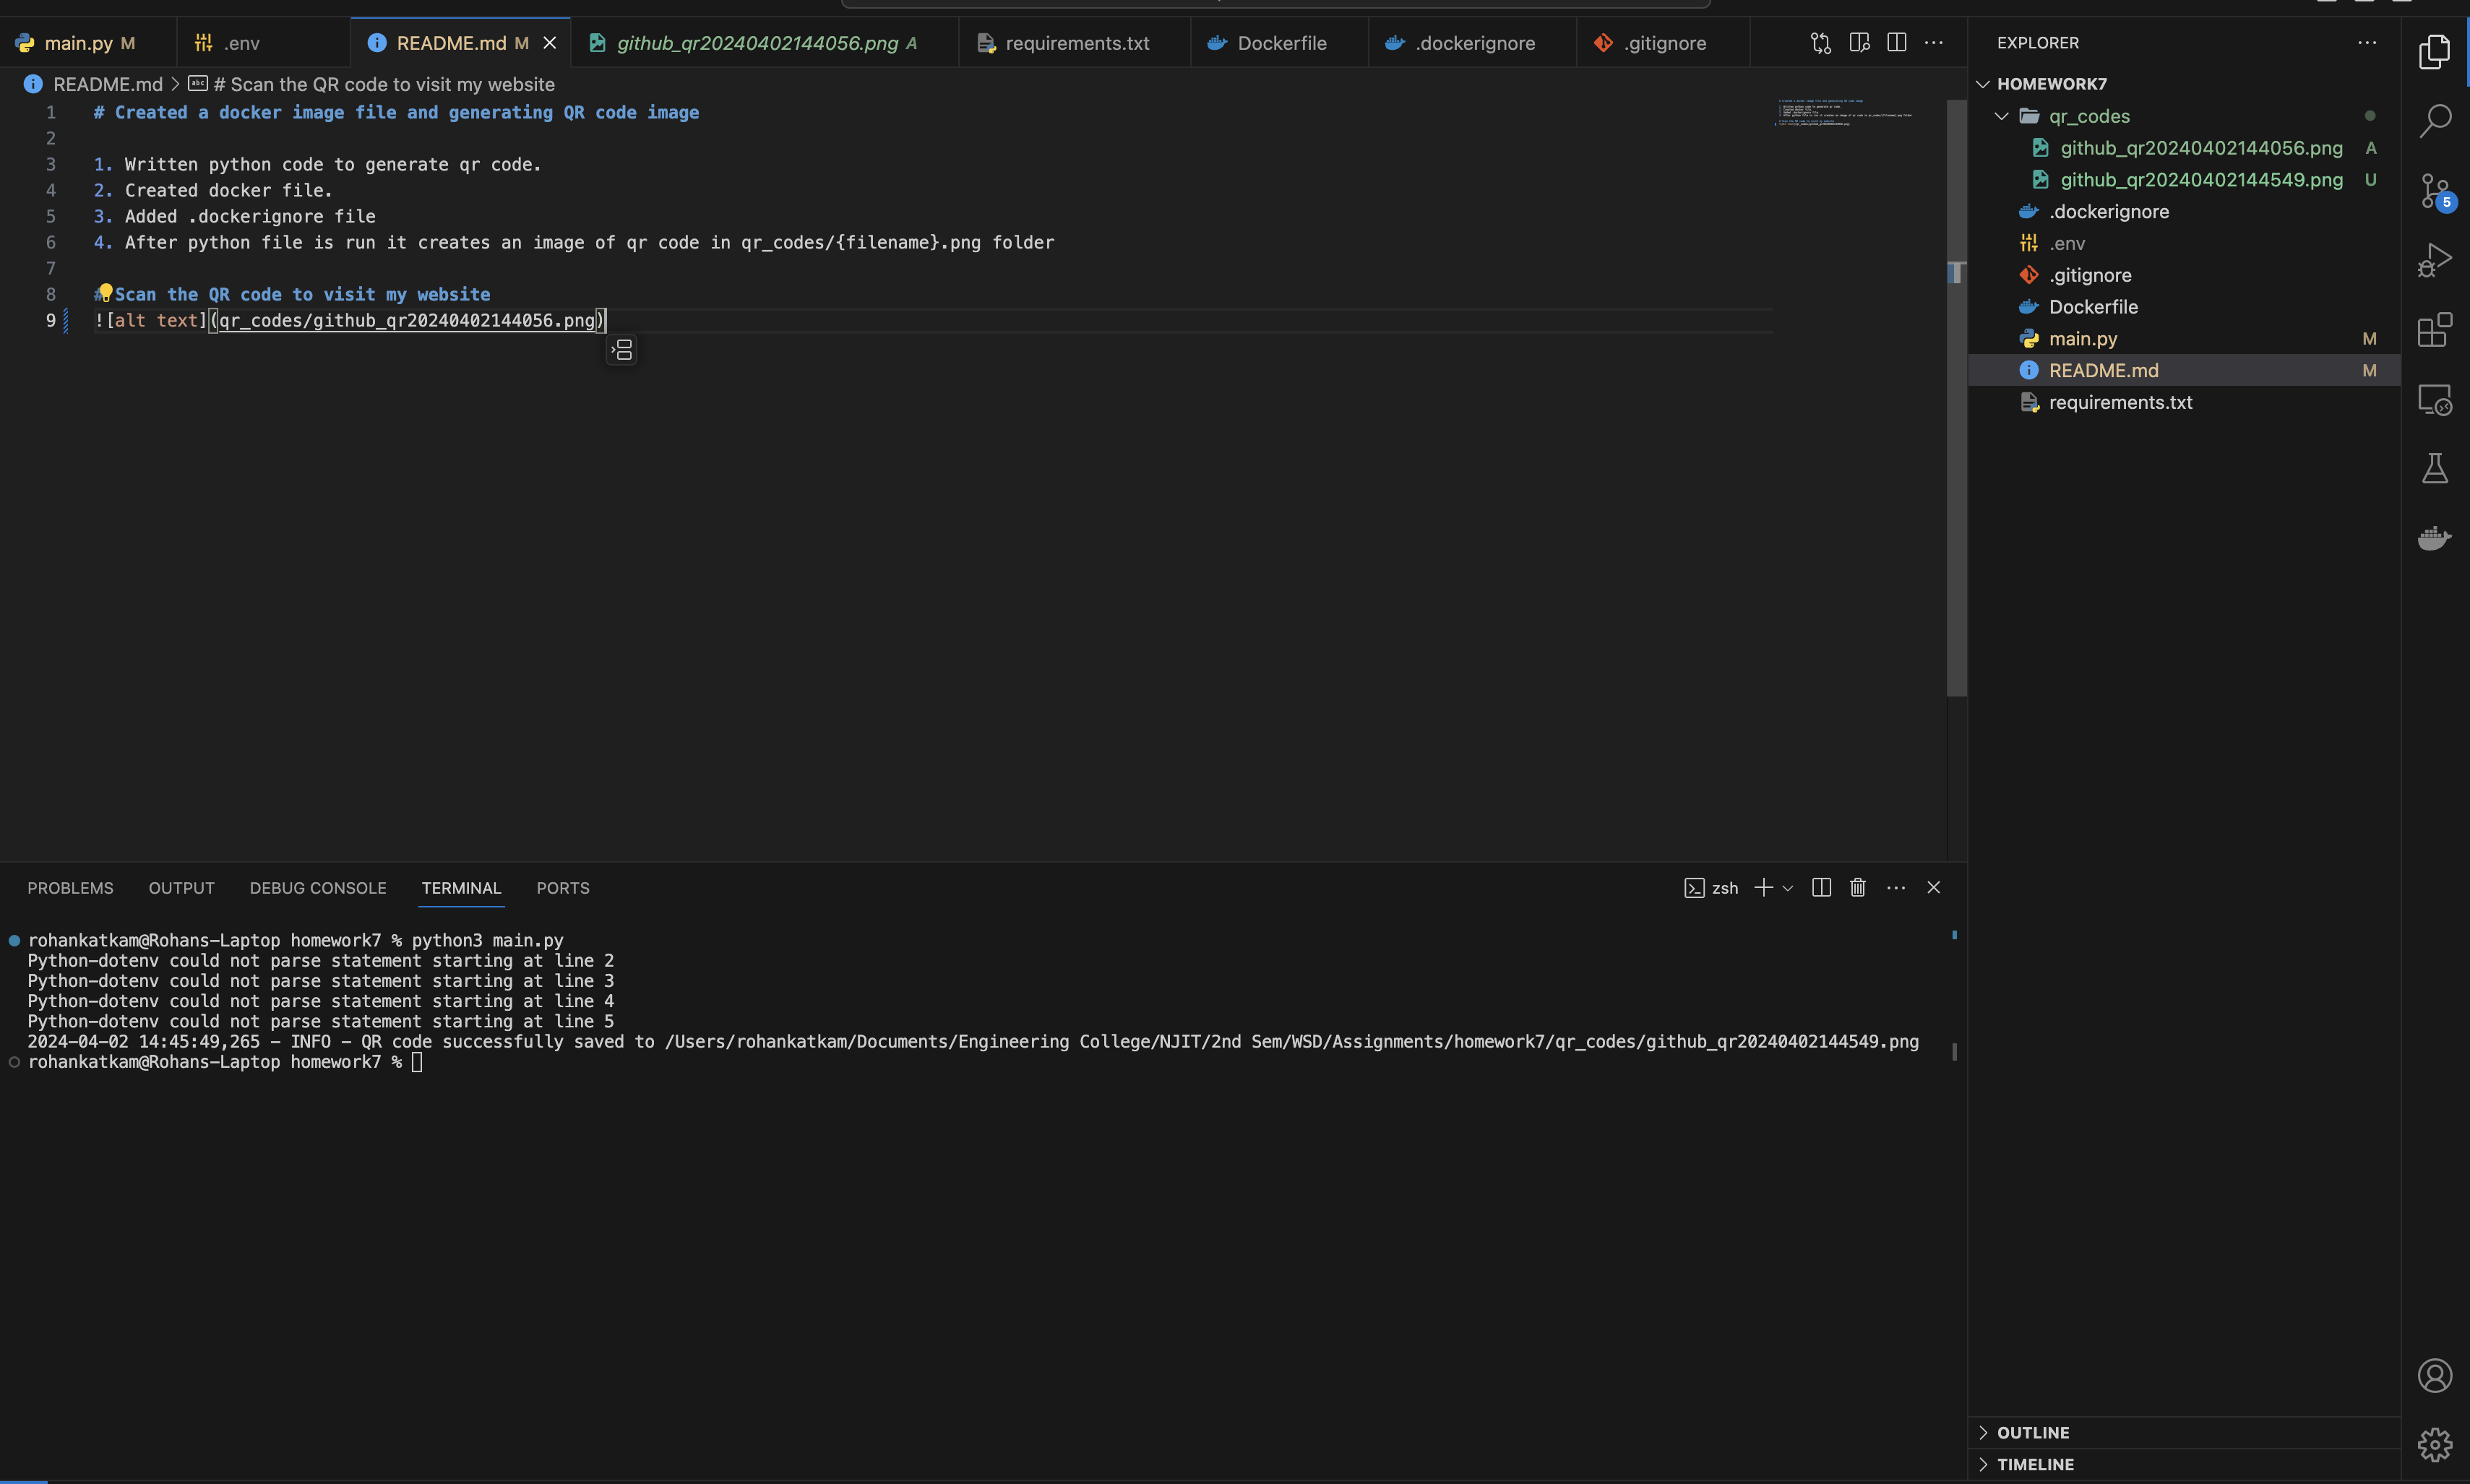 main.py M
.env
README.md M
github_qr20240402144056.png A
requirements.txt
Dockerfile
.dockerignore
.gitignore
README.md > # Scan the QR code to visit my website
1 # Created a docker image file and generating QR code image
2
3 1. Written python code to generate qr code.
4 2. Created docker file.
5 3. Added .dockerignore file
6 4. After python file is run it creates an image of qr code in qr_codes/{filename}.png folder
7
8 # Scan the QR code to visit my website
9 ![alt text](qr_codes/github_qr20240402144056.png)
PROBLEMS OUTPUT DEBUG CONSOLE TERMINAL PORTS
zsh
rohankatkam@Rohans-Laptop homework7 % python3 main.py
Python-dotenv could not parse statement starting at line 2
Python-dotenv could not parse statement starting at line 3
Python-dotenv could not parse statement starting at line 4
Python-dotenv could not parse statement starting at line 5
2024-04-02 14:45:49,265 - INFO - QR code successfully saved to /Users/rohankatkam/Documents/Engineering College/NJIT/2nd Sem/WSD/Assignments/homework7/qr_codes/github_qr20240402144549.png
rohankatkam@Rohans-Laptop homework7 %
EXPLORER
HOMEWORK7
qr_codes
github_qr20240402144056.png A
github_qr20240402144549.png U
.dockerignore
.env
.gitignore
Dockerfile
main.py M
README.md M
requirements.txt
OUTLINE
TIMELINE
5